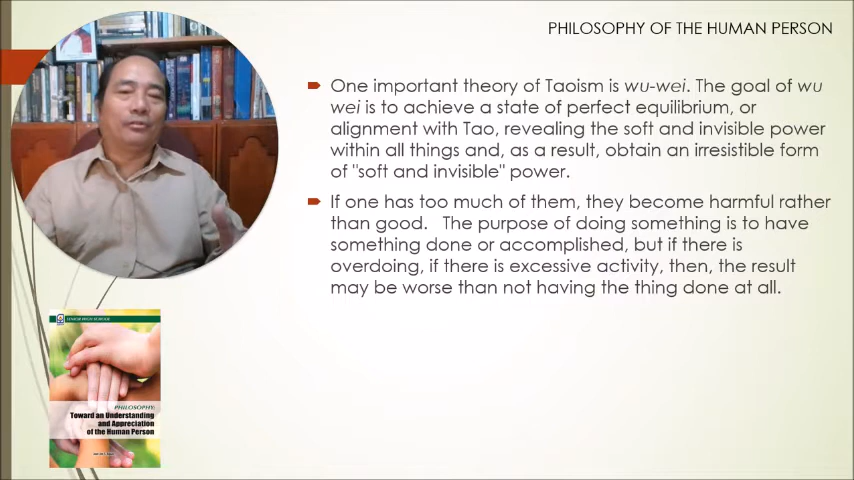 PHILOSOPHY OF THE HUMAN PERSON
One important theory of Taoism is wu-wei. The goal of wu
wei is to achieve a state of perfect equilibrium, or
alignment with Tao, revealing the soft and invisible power
within all things and, as a result, obtain an irresistible form
of "soft and invisible" power.
If one has too much of them, they become harmful rather
than good. The purpose of doing something is to have
something done or accomplished, but if there is
overdoing, if there is excessive activity, then, the result
may be worse than not having the thing done at all.
PHILOSOPHY:
Toward an Understanding
and Appreciation
of the Human Person